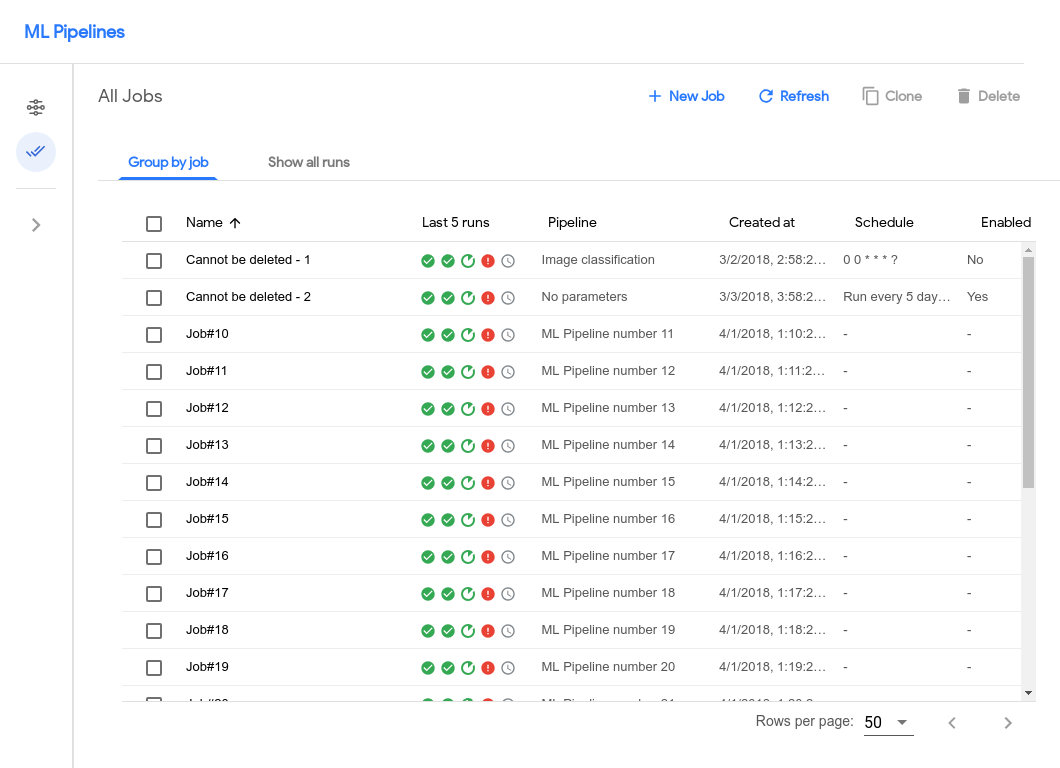 ML Pipelines
All Jobs
+ New Job Refresh Clone Delete
Group by job Show all runs
Name Last 5 runs Pipeline Created at Schedule Enabled
Cannot be deleted - 1 Image classification 3/2/2018, 2:58:2… 0 0 * * * ? No
Cannot be deleted - 2 No parameters 3/3/2018, 3:58:2… Run every 5 day… Yes
Job#10 ML Pipeline number 11 4/1/2018, 1:10:2… - -
Job#11 ML Pipeline number 12 4/1/2018, 1:11:2… - -
Job#12 ML Pipeline number 13 4/1/2018, 1:12:2… - -
Job#13 ML Pipeline number 14 4/1/2018, 1:13:2… - -
Job#14 ML Pipeline number 15 4/1/2018, 1:14:2… - -
Job#15 ML Pipeline number 16 4/1/2018, 1:15:2… - -
Job#16 ML Pipeline number 17 4/1/2018, 1:16:2… - -
Job#17 ML Pipeline number 18 4/1/2018, 1:17:2… - -
Job#18 ML Pipeline number 19 4/1/2018, 1:18:2… - -
Job#19 ML Pipeline number 20 4/1/2018, 1:19:2… - -
Rows per page: 50